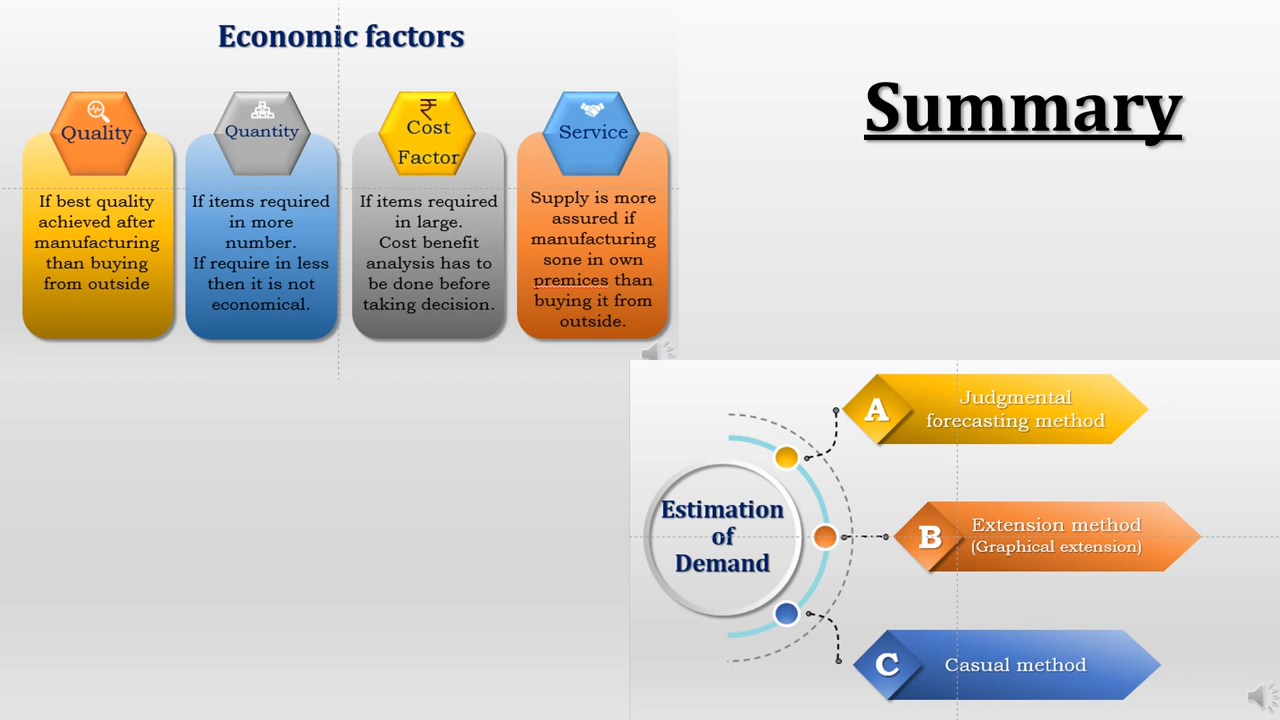 Economic factors
Quality
Quantity
Cost
Factor
Service
If best quality
achieved after
manufacturing
than buying
from outside
If items required
in more
number.
If require in less
then it is not
economical.
If items required
in large.
Cost benefit
analysis has to
be done before
taking decision.
Supply is more
assured if
manufacturing
sone in own
premices than
buying it from
outside.
Summary
Estimation
of
Demand
A
Judgmental
forecasting method
B
Extension method
(Graphical extension)
C
Casual method